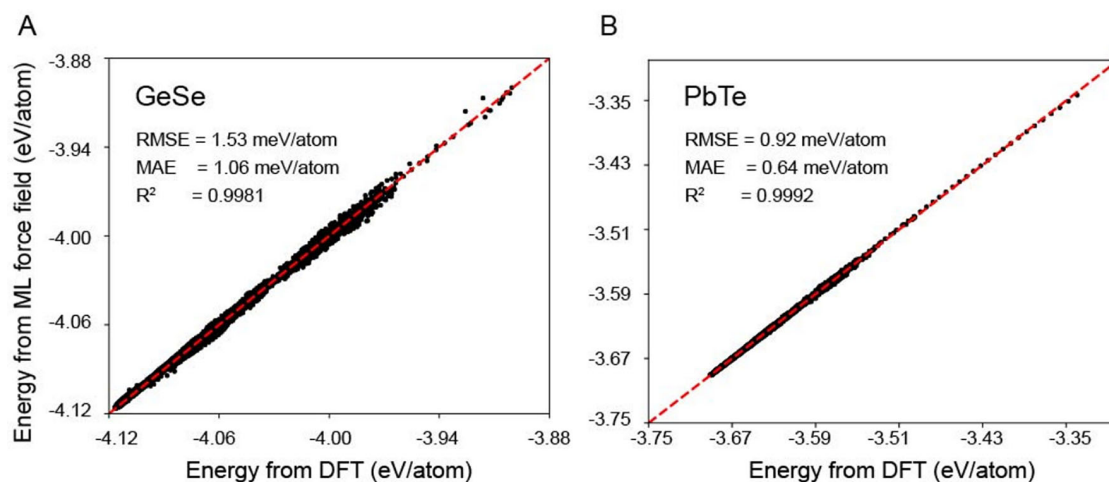 A
Energy from ML force field (eV/atom)
-3.88
-3.94
-4.00
-4.06
-4.12
GeSe
RMSE = 1.53 meV/atom
MAE = 1.06 meV/atom
R² = 0.9981
-4.12 -4.06 -4.00 -3.94 -3.88
Energy from DFT (eV/atom)
B
-3.35
-3.43
-3.51
-3.59
-3.67
-3.75
PbTe
RMSE = 0.92 meV/atom
MAE = 0.64 meV/atom
R² = 0.9992
-3.75 -3.67 -3.59 -3.51 -3.43 -3.35
Energy from DFT (eV/atom)